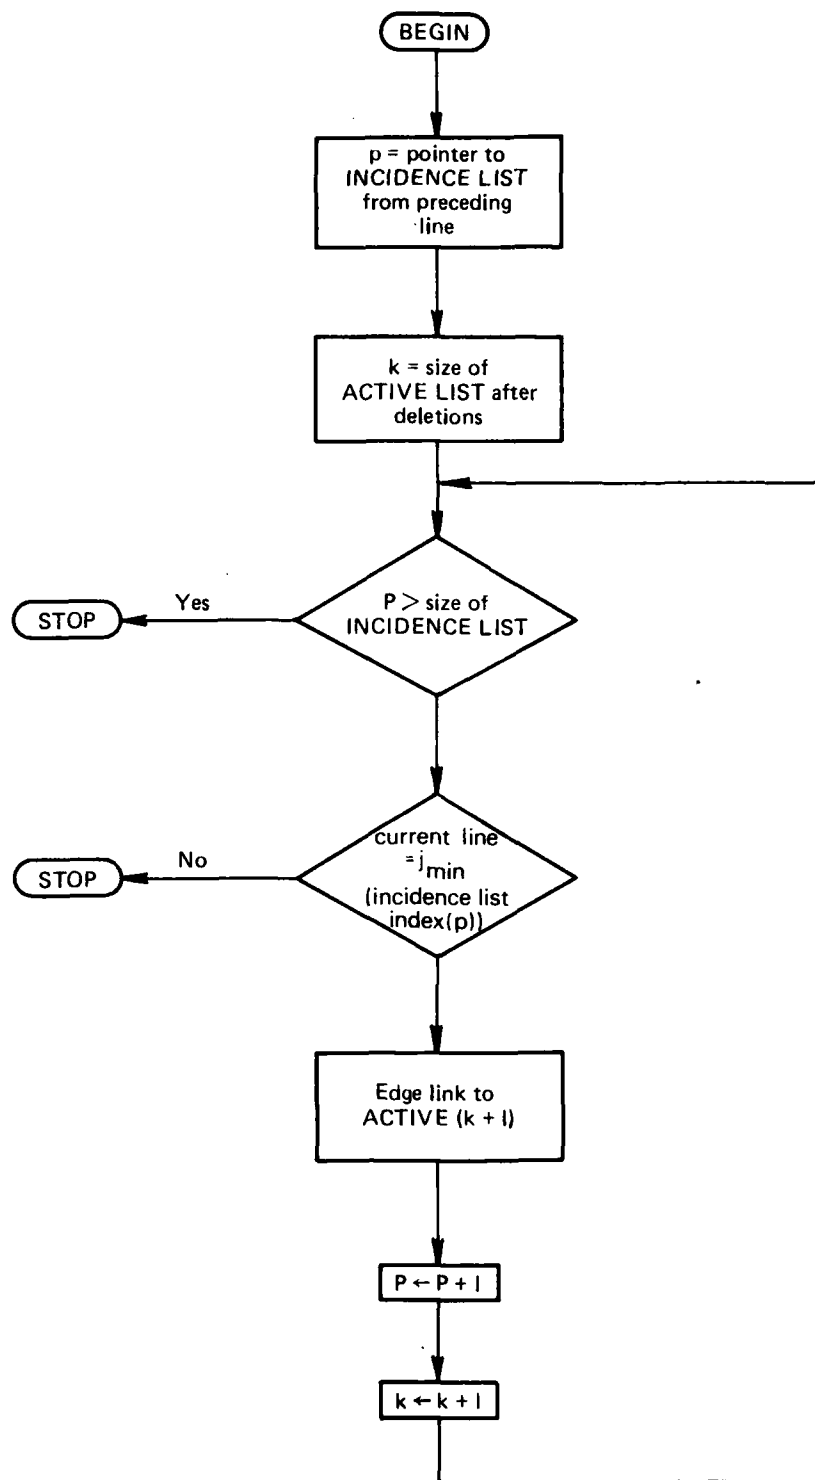 BEGIN
p = pointer to
INCIDENCE LIST
from preceding
line
k = size of
ACTIVE LIST after
deletions
P > size of
INCIDENCE LIST
Yes
STOP
current line
= jmin
(incidence list
index(p))
No
STOP
Edge link to
ACTIVE (k + l)
P ← P + l
k ← k + l